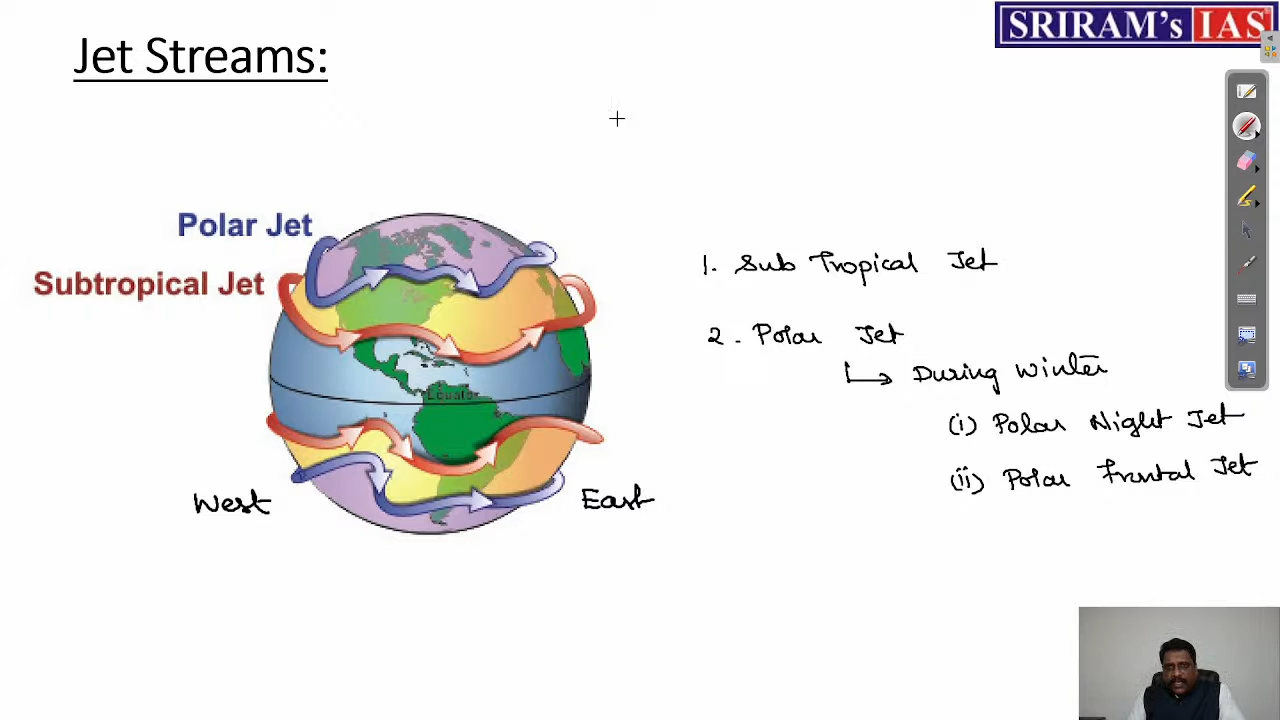 SRIRAM's IAS
Jet Streams:
Polar Jet
Subtropical Jet
Equator
West
East
1. Sub Tropical Jet
2. Polar Jet
↳ During Winter
(i) Polar Night Jet
(ii) Polar Frontal Jet